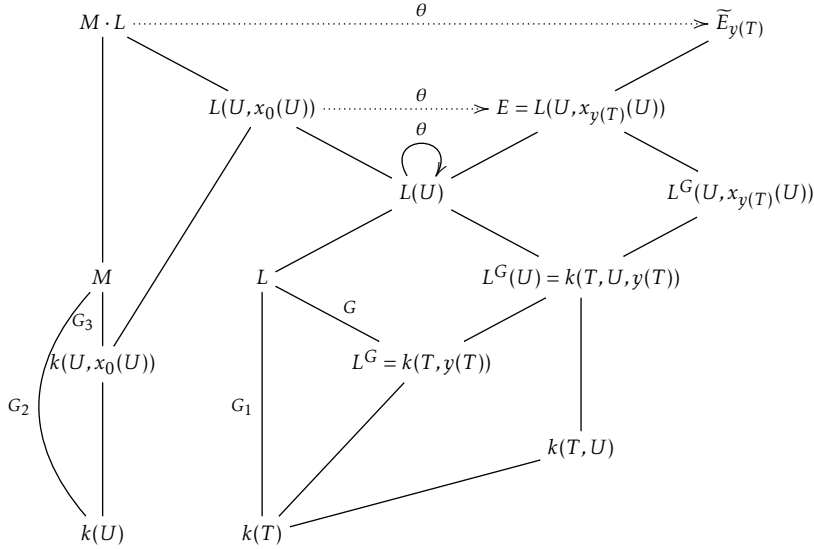 θ
M · L
Ẽ_{y(T)}
θ
L(U, x_0(U))
E = L(U, x_{y(T)}(U))
θ
L(U)
L^G(U, x_{y(T)}(U))
M
L
L^G(U) = k(T, U, y(T))
G_3
G
k(U, x_0(U))
L^G = k(T, y(T))
G_2
G_1
k(T, U)
k(U)
k(T)